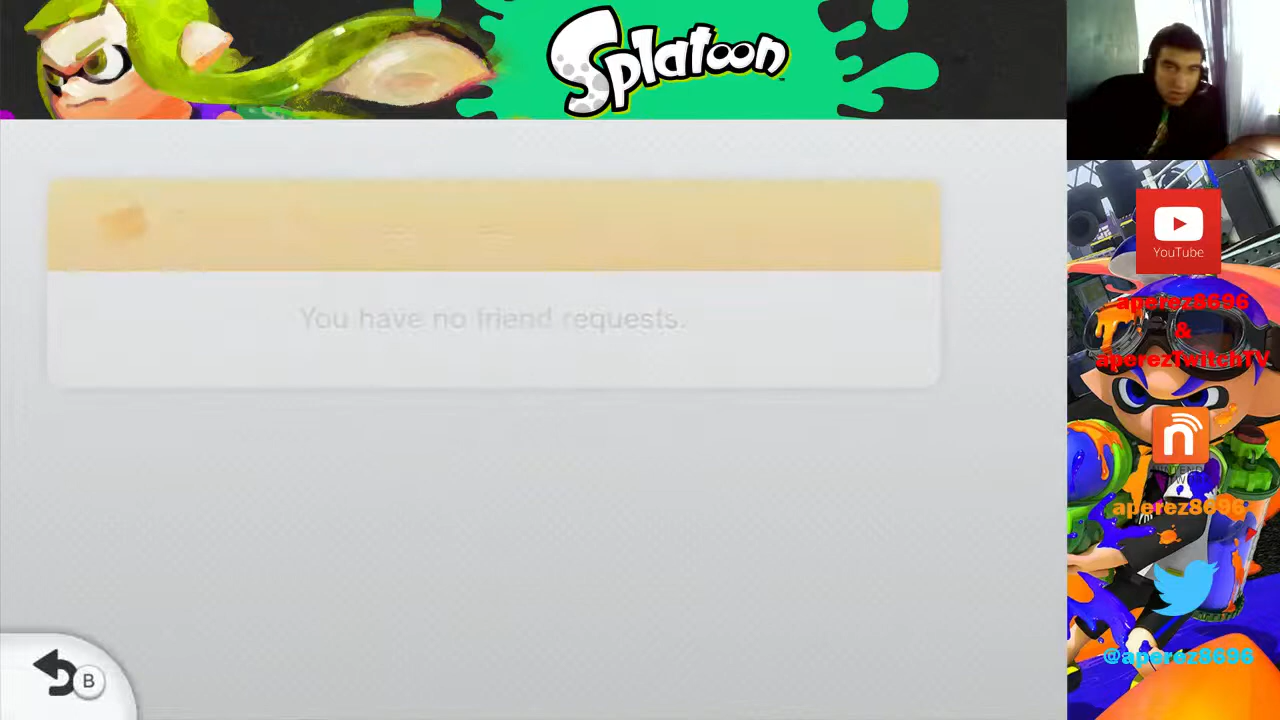 Splatoon
YouTube
aperez8696
&
aperezTwitchTV
You have no friend requests.
n
aperez8696
@aperez8696
B